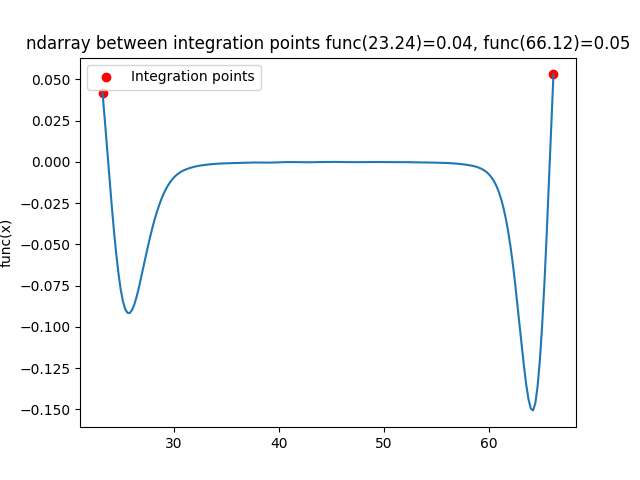 ndarray between integration points func(23.24)=0.04, func(66.12)=0.05
Integration points
0.050
0.025
0.000
−0.025
−0.050
−0.075
−0.100
−0.125
−0.150
func(x)
30 40 50 60